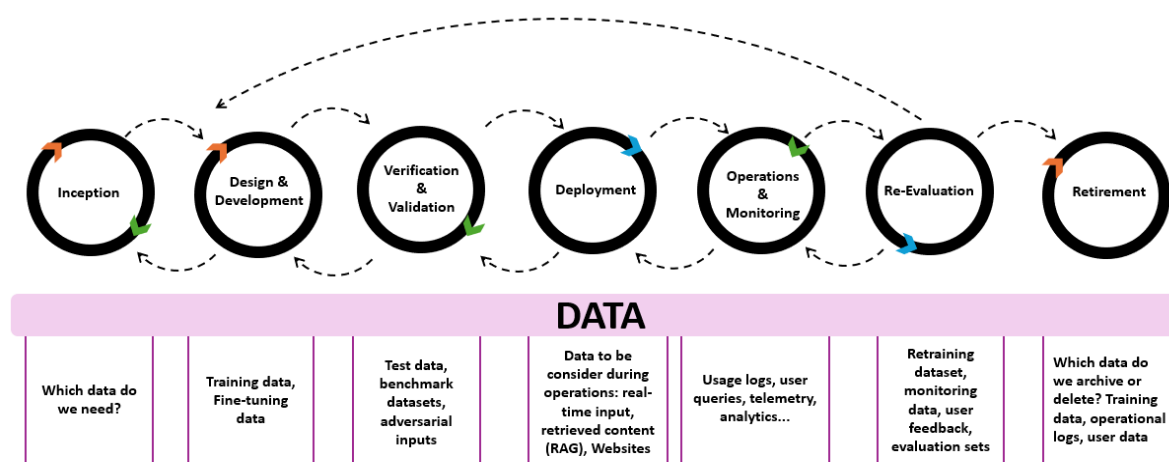 Inception
Design &
Development
Verification
&
Validation
Deployment
Operations
&
Monitoring
Re-Evaluation
Retirement
DATA
Which data do
we need?
Training data,
Fine-tuning
data
Test data,
benchmark
datasets,
adversarial
inputs
Data to be
consider during
operations: real-
time input,
retrieved content
(RAG), Websites
Usage logs, user
queries, telemetry,
analytics...
Retraining
dataset,
monitoring
data, user
feedback,
evaluation sets
Which data do
we archive or
delete? Training
data, operational
logs, user data